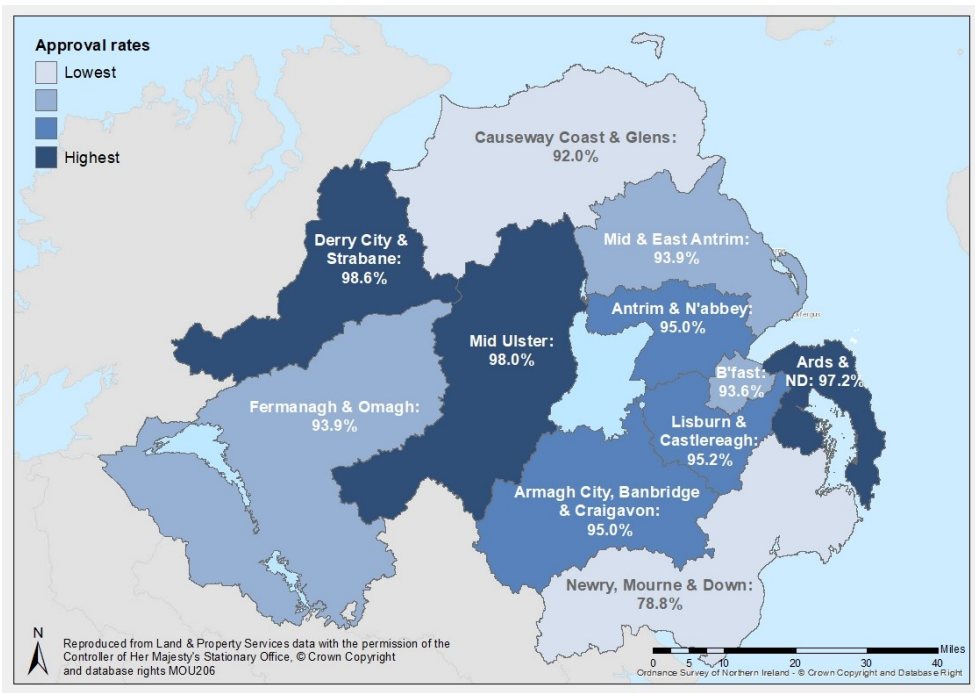 Approval rates
Lowest
Highest
Causeway Coast & Glens:
92.0%
Derry City &
Strabane:
98.6%
Mid & East Antrim:
93.9%
Antrim & N'abbey:
95.0%
Mid Ulster:
98.0%
Ards &
ND: 97.2%
B'fast:
93.6%
Fermanagh & Omagh:
93.9%
Lisburn &
Castlereagh:
95.2%
Armagh City, Banbridge
& Craigavon:
95.0%
Newry, Mourne & Down:
78.8%
N
Reproduced from Land & Property Services data with the permission of the
Controller of Her Majesty's Stationary Office, © Crown Copyright
and database rights MOU206
Miles
0 5 10 20 30 40
Ordnance Survey of Northern Ireland - © Crown Copyright and Database Right